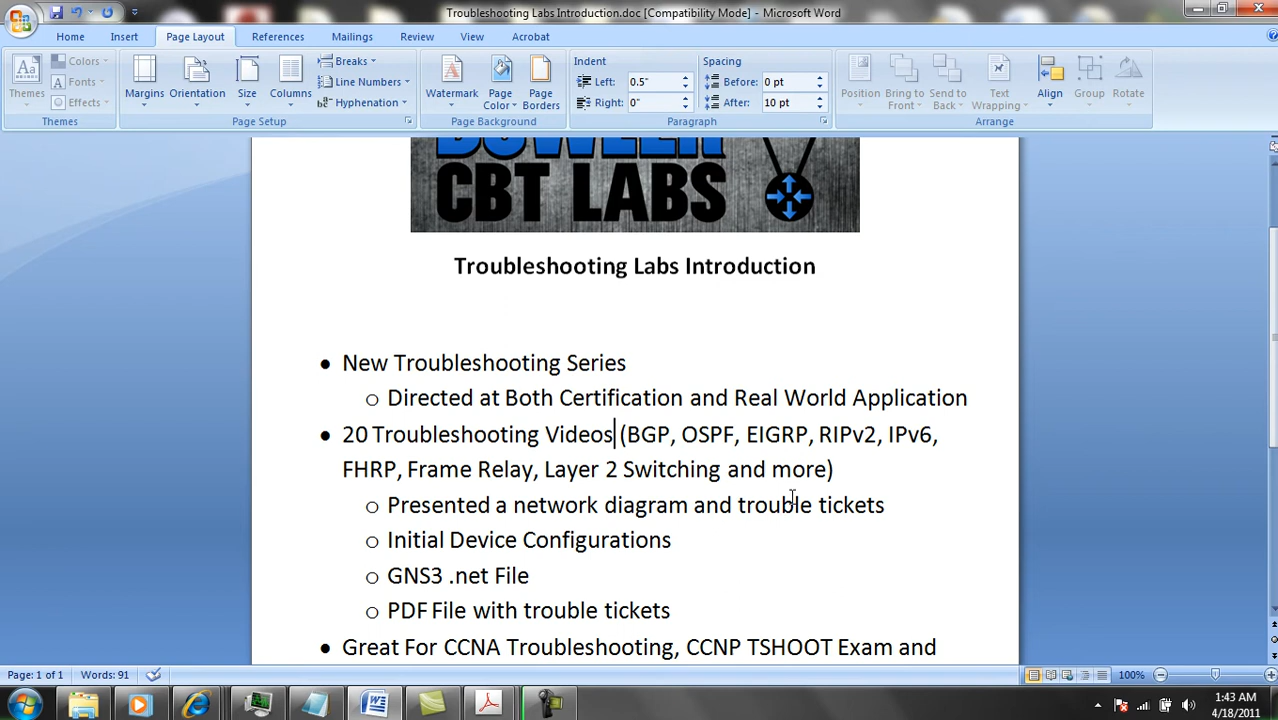 Troubleshooting Labs Introduction.doc [Compatibility Mode] - Microsoft Word
Home Insert Page Layout References Mailings Review View Acrobat
Themes
Colors
Fonts
Effects
Themes
Margins Orientation Size Columns
Breaks
Line Numbers
Hyphenation
Page Setup
Watermark Page Color Page Borders
Page Background
Indent
Left: 0.5"
Right: 0"
Spacing
Before: 0 pt
After: 10 pt
Paragraph
Position Bring to Front Send to Back Text Wrapping Align Group Rotate
Arrange
CBT LABS
Troubleshooting Labs Introduction
● New Troubleshooting Series
o Directed at Both Certification and Real World Application
● 20 Troubleshooting Videos (BGP, OSPF, EIGRP, RIPv2, IPv6,
FHRP, Frame Relay, Layer 2 Switching and more)
o Presented a network diagram and trouble tickets
o Initial Device Configurations
o GNS3 .net File
o PDF File with trouble tickets
● Great For CCNA Troubleshooting, CCNP TSHOOT Exam and
Page: 1 of 1 Words: 91 100%
1:43 AM
4/18/2011